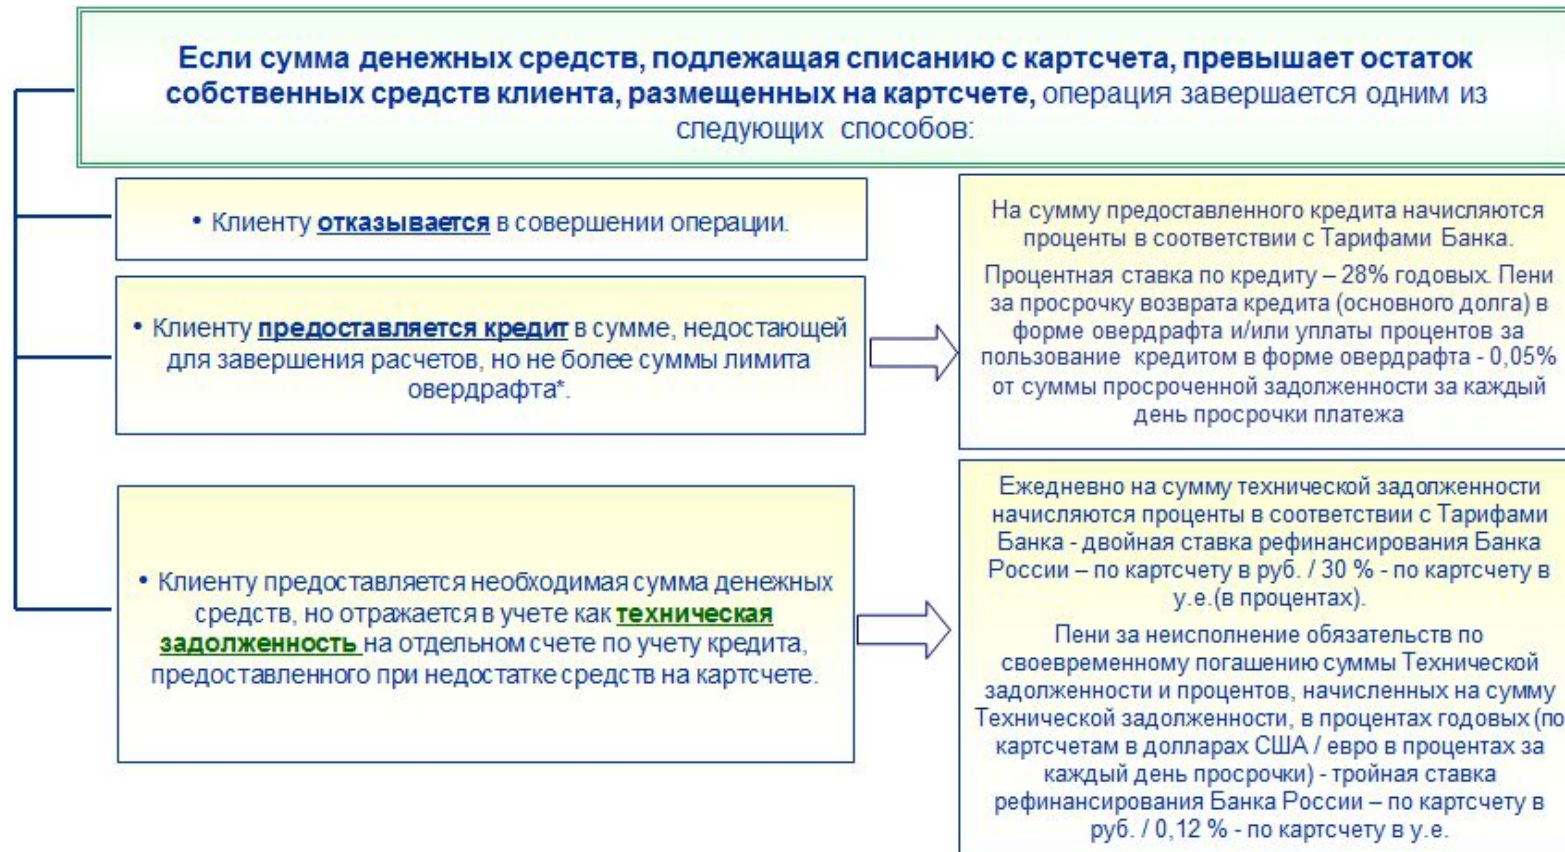 Если сумма денежных средств, подлежащая списанию с картсчета, превышает остаток
собственных средств клиента, размещенных на картсчете, операция завершается одним из
следующих способов:
• Клиенту отказывается в совершении операции.
• Клиенту предоставляется кредит в сумме, недостающей
для завершения расчетов, но не более суммы лимита
овердрафта*.
На сумму предоставленного кредита начисляются
проценты в соответствии с Тарифами Банка.
Процентная ставка по кредиту – 28% годовых. Пени
за просрочку возврата кредита (основного долга) в
форме овердрафта и/или уплаты процентов за
пользование кредитом в форме овердрафта - 0,05%
от суммы просроченной задолженности за каждый
день просрочки платежа
• Клиенту предоставляется необходимая сумма денежных
средств, но отражается в учете как техническая
задолженность на отдельном счете по учету кредита,
предоставленного при недостатке средств на картсчете.
Ежедневно на сумму технической задолженности
начисляются проценты в соответствии с Тарифами
Банка - двойная ставка рефинансирования Банка
России – по картсчету в руб. / 30 % - по картсчету в
у.е.(в процентах).
Пени за неисполнение обязательств по
своевременному погашению суммы Технической
задолженности и процентов, начисленных на сумму
Технической задолженности, в процентах годовых (по
картсчетам в долларах США / евро в процентах за
каждый день просрочки) - тройная ставка
рефинансирования Банка России – по картсчету в
руб. / 0,12 % - по картсчету в у.е.